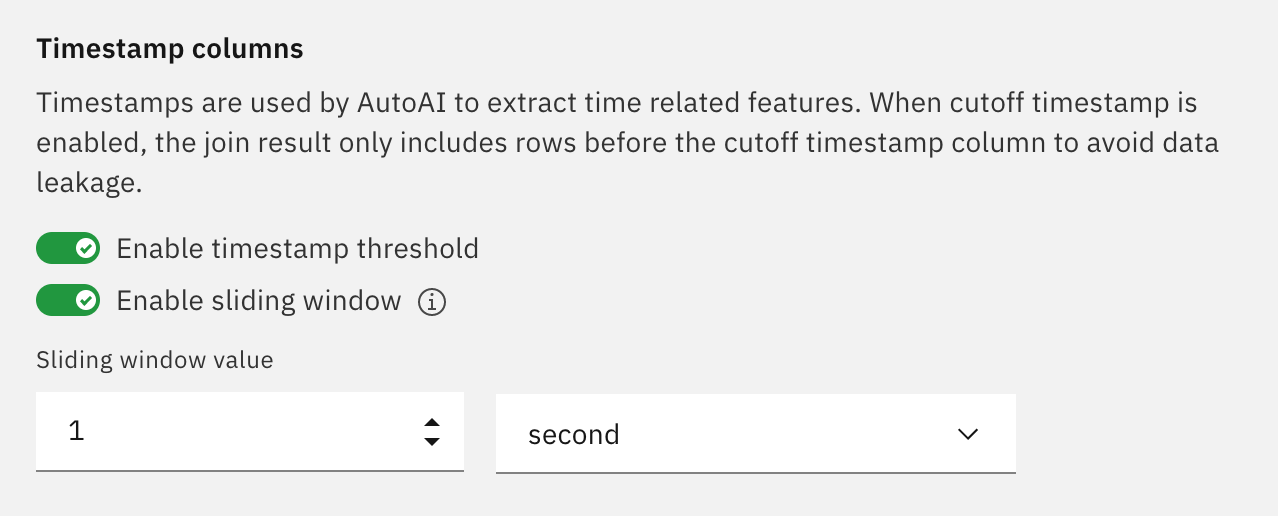 Timestamp columns
Timestamps are used by AutoAI to extract time related features. When cutoff timestamp is
enabled, the join result only includes rows before the cutoff timestamp column to avoid data
leakage.
Enable timestamp threshold
Enable sliding window
Sliding window value
1
second